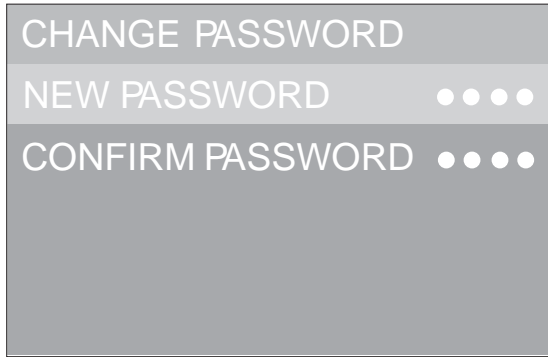 CHANGE PASSWORD
NEW PASSWORD ●●●●
CONFIRM PASSWORD ●●●●